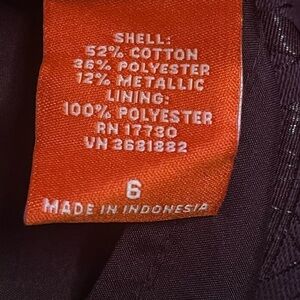 SHELL:
52% COTTON
36% POLYESTER
12% METALLIC
LINING:
100% POLYESTER
RN 17730
VN 3681882
6
MADE IN INDONESIA